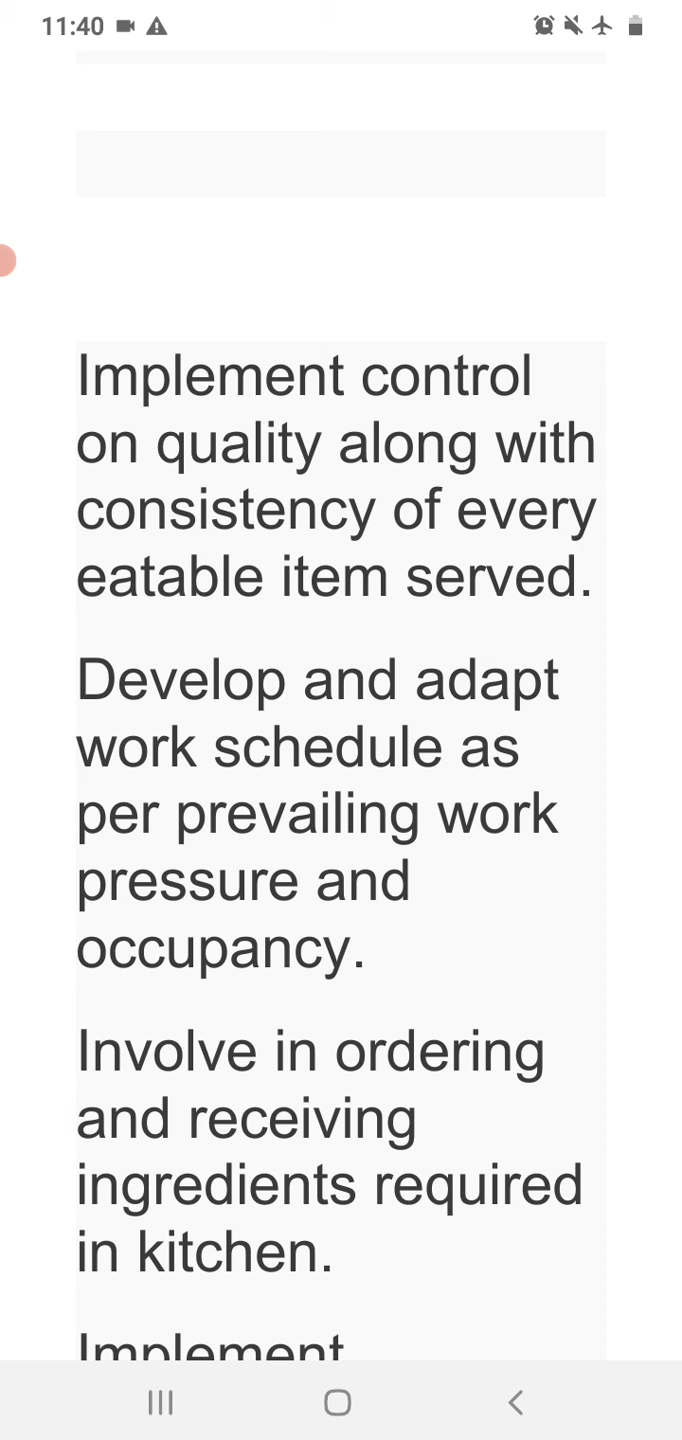 11:40
Implement control
on quality along with
consistency of every
eatable item served.
Develop and adapt
work schedule as
per prevailing work
pressure and
occupancy.
Involve in ordering
and receiving
ingredients required
in kitchen.
Implement